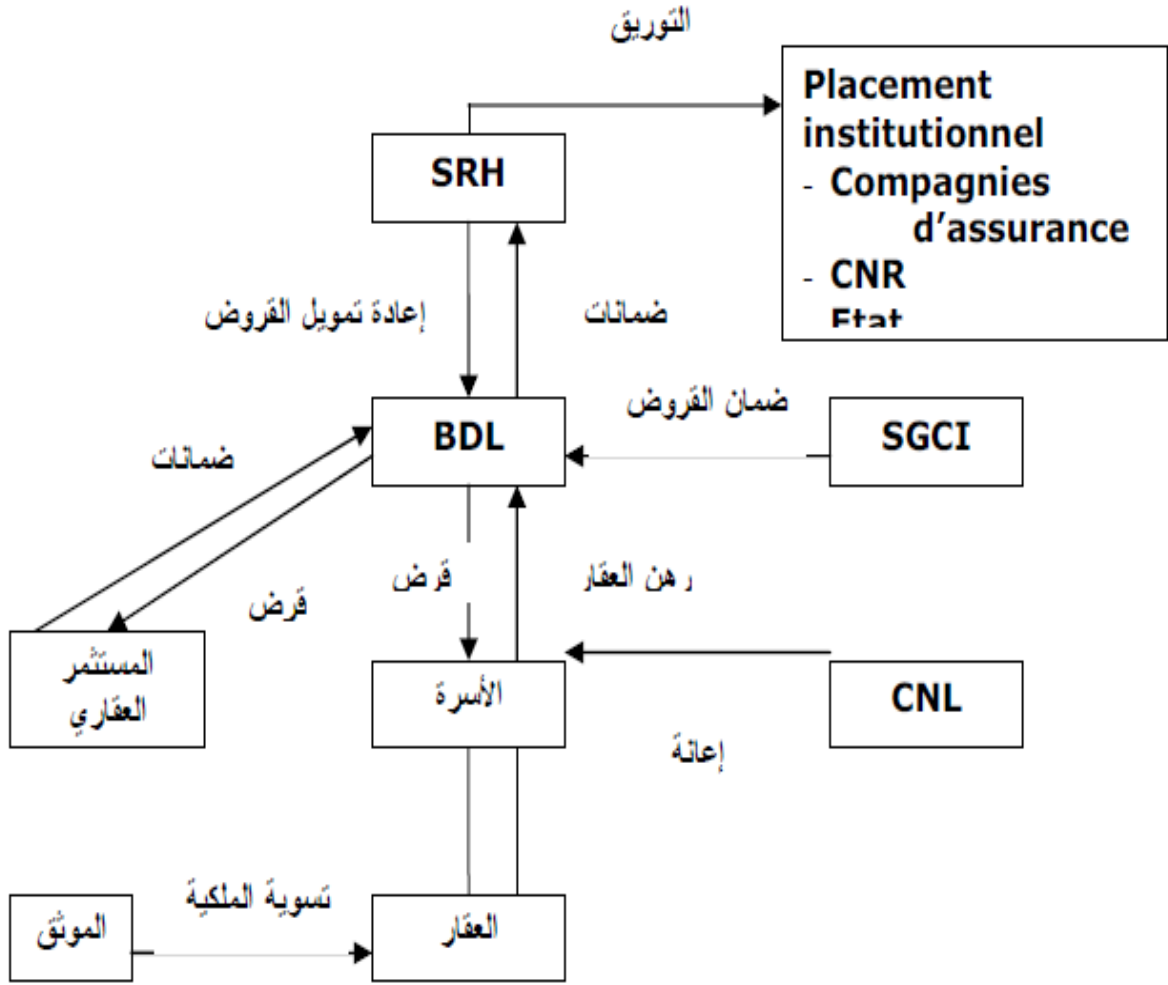 التوريق
Placement
institutionnel
- Compagnies
d'assurance
- CNR
Etat
SRH
إعادة تمويل القروض
ضمانات
ضمان القروض
BDL
SGCI
ضمانات
قرض
قرض
رهن العقار
المستثمر
العقاري
الأسرة
CNL
إعانة
تسوية الملكية
الموثق
العقار